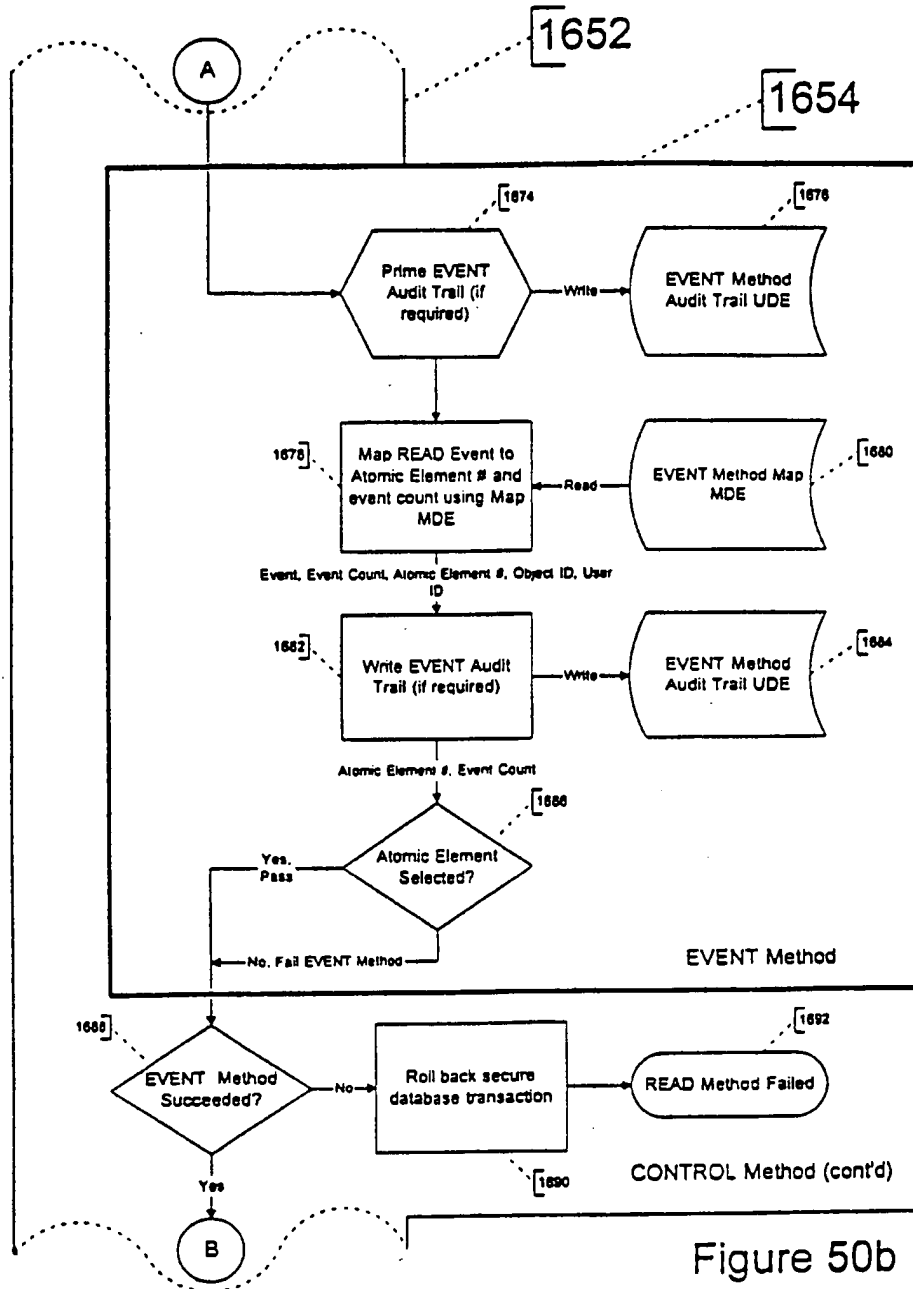 1652
A
1654
1674
1676
Prime EVENT
Audit Trail (if
required)
Write
EVENT Method
Audit Trail UDE
1678
Map READ Event to
Atomic Element # and
event count using Map
MDE
Read
EVENT Method Map
MDE
1680
Event, Event Count, Atomic Element #, Object ID, User
ID
1682
Write EVENT Audit
Trail (if required)
Write
EVENT Method
Audit Trail UDE
1684
Atomic Element #, Event Count
1686
Yes,
Pass
Atomic Element
Selected?
No, Fail EVENT Method
EVENT Method
1688
EVENT Method
Succeeded?
No
Roll back secure
database transaction
1692
READ Method Failed
1690
CONTROL Method (cont'd)
Yes
B
Figure 50b